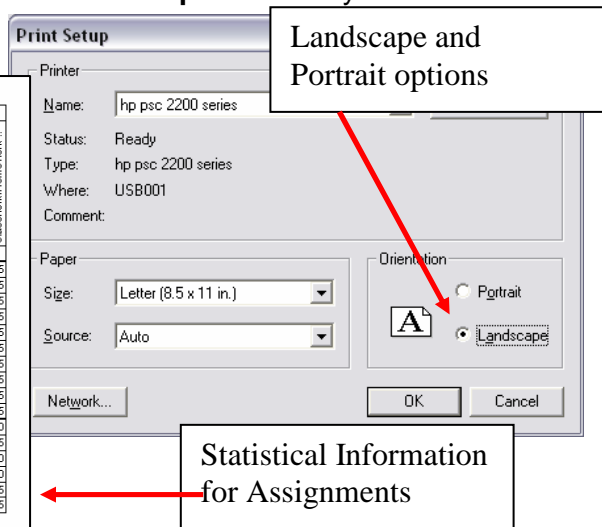 Print Setup
Landscape and
Portrait options
Printer
Name: hp psc 2200 series
Status: Ready
Type: hp psc 2200 series
Where: USB001
Comment:
Paper
Size: Letter (8.5 x 11 in.)
Source: Auto
Orientation
Portrait
A
Landscape
Network...
OK
Cancel
Statistical Information
for Assignments